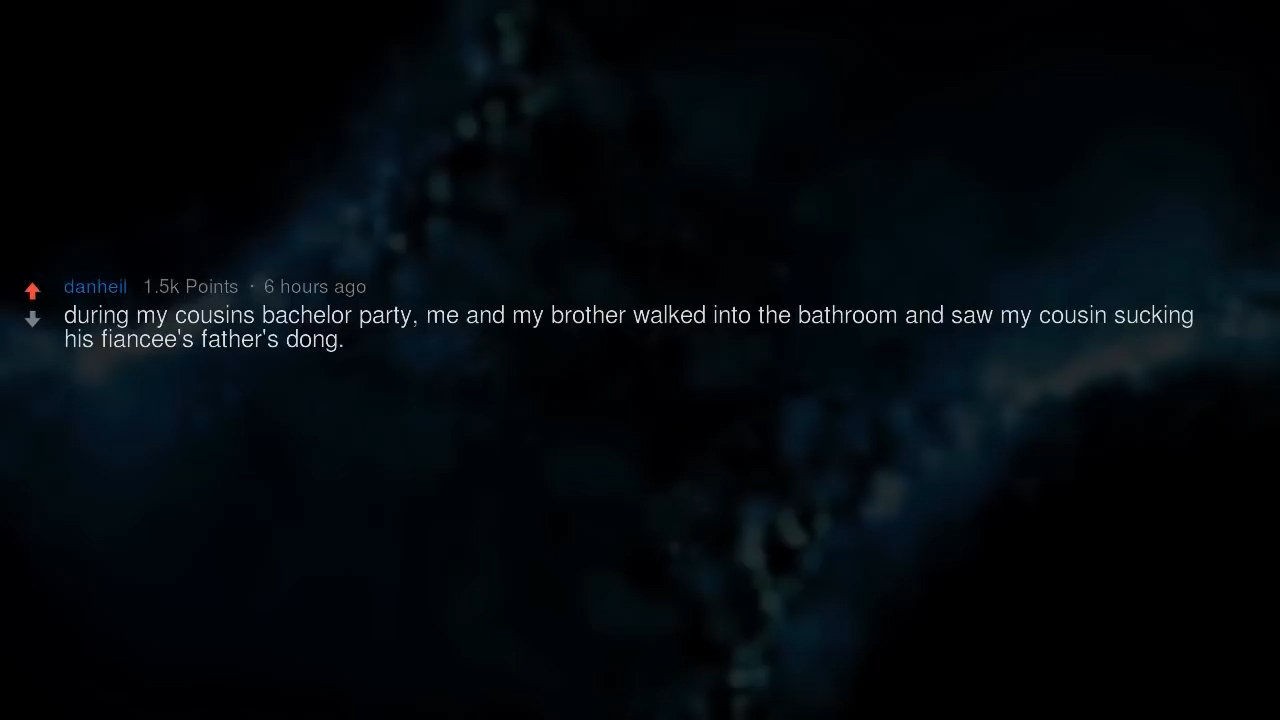 danheil 1.5k Points · 6 hours ago
during my cousins bachelor party, me and my brother walked into the bathroom and saw my cousin sucking
his fiancee's father's dong.